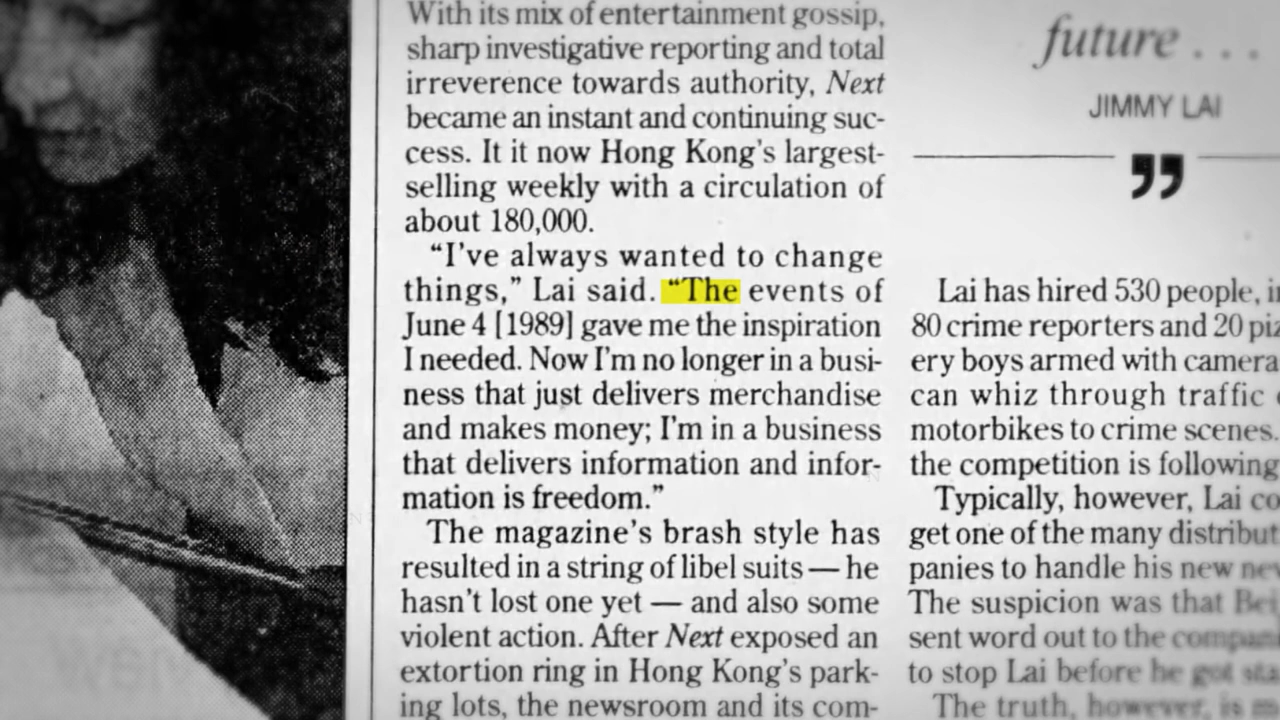 With its mix of entertainment gossip,
sharp investigative reporting and total
irreverence towards authority, Next
became an instant and continuing suc-
cess. It it now Hong Kong's largest-
selling weekly with a circulation of
about 180,000.
“I've always wanted to change
things,” Lai said. “The events of
June 4 [1989] gave me the inspiration
I needed. Now I'm no longer in a busi-
ness that just delivers merchandise
and makes money; I'm in a business
that delivers information and infor-
mation is freedom.”
The magazine's brash style has
resulted in a string of libel suits — he
hasn't lost one yet — and also some
violent action. After Next exposed an
extortion ring in Hong Kong's park-
ing lots, the newsroom and its com-
future . . .
JIMMY LAI
”
Lai has hired 530 people,
80 crime reporters and 20
ery boys armed with camera
can whiz through traffic
motorbikes to crime scenes.
the competition is following
Typically, however, Lai
get one of the many
panies to handle his new
The suspicion was that
sent word out to the
to stop Lai before he got
The truth, however, is